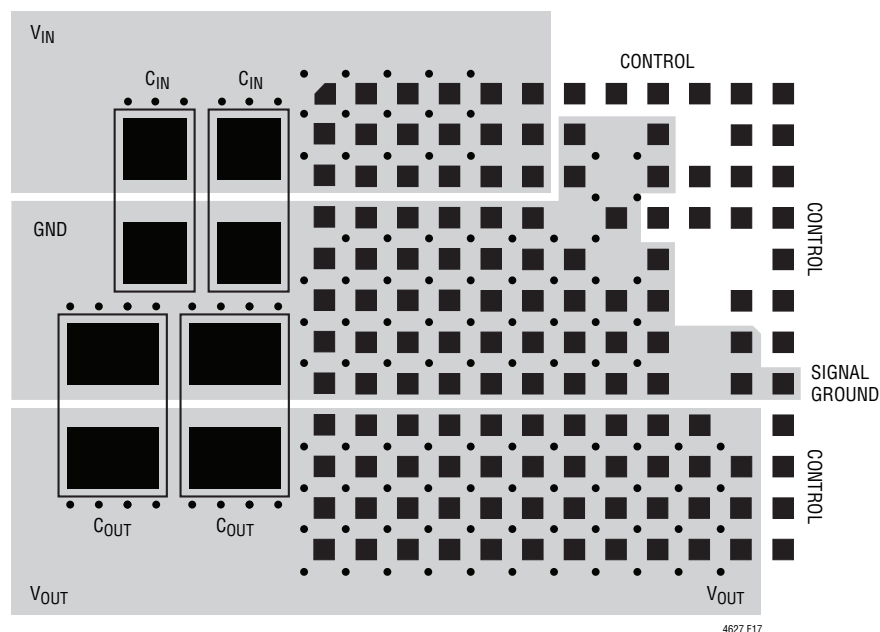 VIN
CONTROL
CIN
CIN
GND
CONTROL
SIGNAL
GROUND
CONTROL
COUT
COUT
VOUT
VOUT
4627 F17